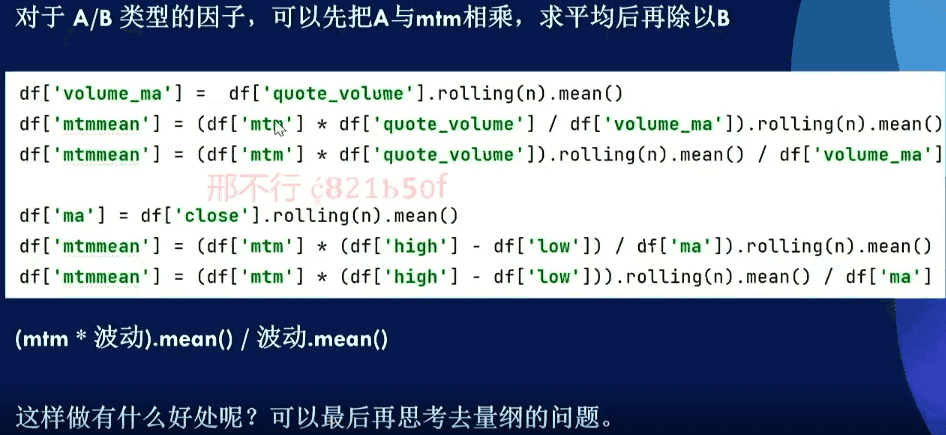 对于 A/B 类型的因子，可以先把A与mtm相乘，求平均后再除以B
df['volume_ma'] =  df['quote_volume'].rolling(n).mean()
df['mtmmean'] = (df['mtm'] * df['quote_volume'] / df['volume_ma']).rolling(n).mean()
df['mtmmean'] = (df['mtm'] * df['quote_volume']).rolling(n).mean() / df['volume_ma']
邢不行 ć821b50f
df['ma'] = df['close'].rolling(n).mean()
df['mtmmean'] = (df['mtm'] * (df['high'] - df['low']) / df['ma']).rolling(n).mean()
df['mtmmean'] = (df['mtm'] * (df['high'] - df['low'])).rolling(n).mean() / df['ma']
(mtm * 波动).mean() / 波动.mean()
这样做有什么好处呢？可以最后再思考去量纲的问题。